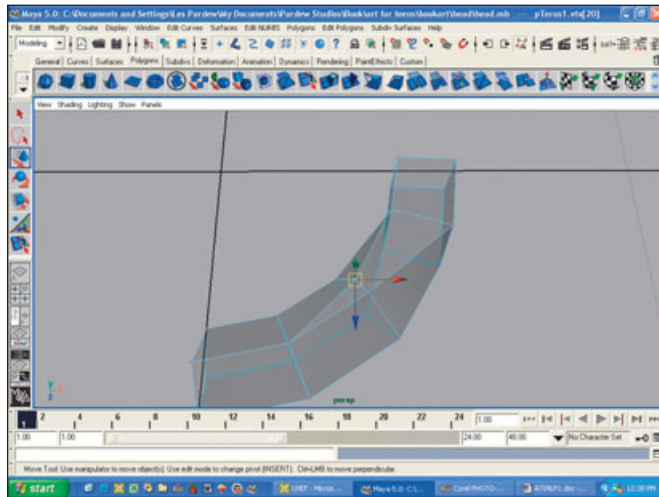 Maya 5.0: C:\Documents and Settings\Les Pardew\My Documents\Pardew Studios\Book\art for teens\bookart\head\head.mb --- pTorus1.vtx[20]
File Edit Modify Create Display Window Edit Curves Surfaces Edit NURBS Polygons Edit Polygons Subdiv Surfaces Help
Modeling
General Curves Surfaces Polygons Subdivs Deformation Animation Dynamics Rendering PaintEffects Custom
View Shading Lighting Show Panels
persp
1 2 4 6 8 10 12 14 16 18 20 22 24 1.00
1.00 1.00 24.00 48.00 No Character Set
Move Tool: Use manipulator to move object(s). Use edit mode to change pivot (INSERT). Ctrl+LMB to move perpendicular.
start Maya 5.0: C:\... Corel PHOTO-... 12:38 PM